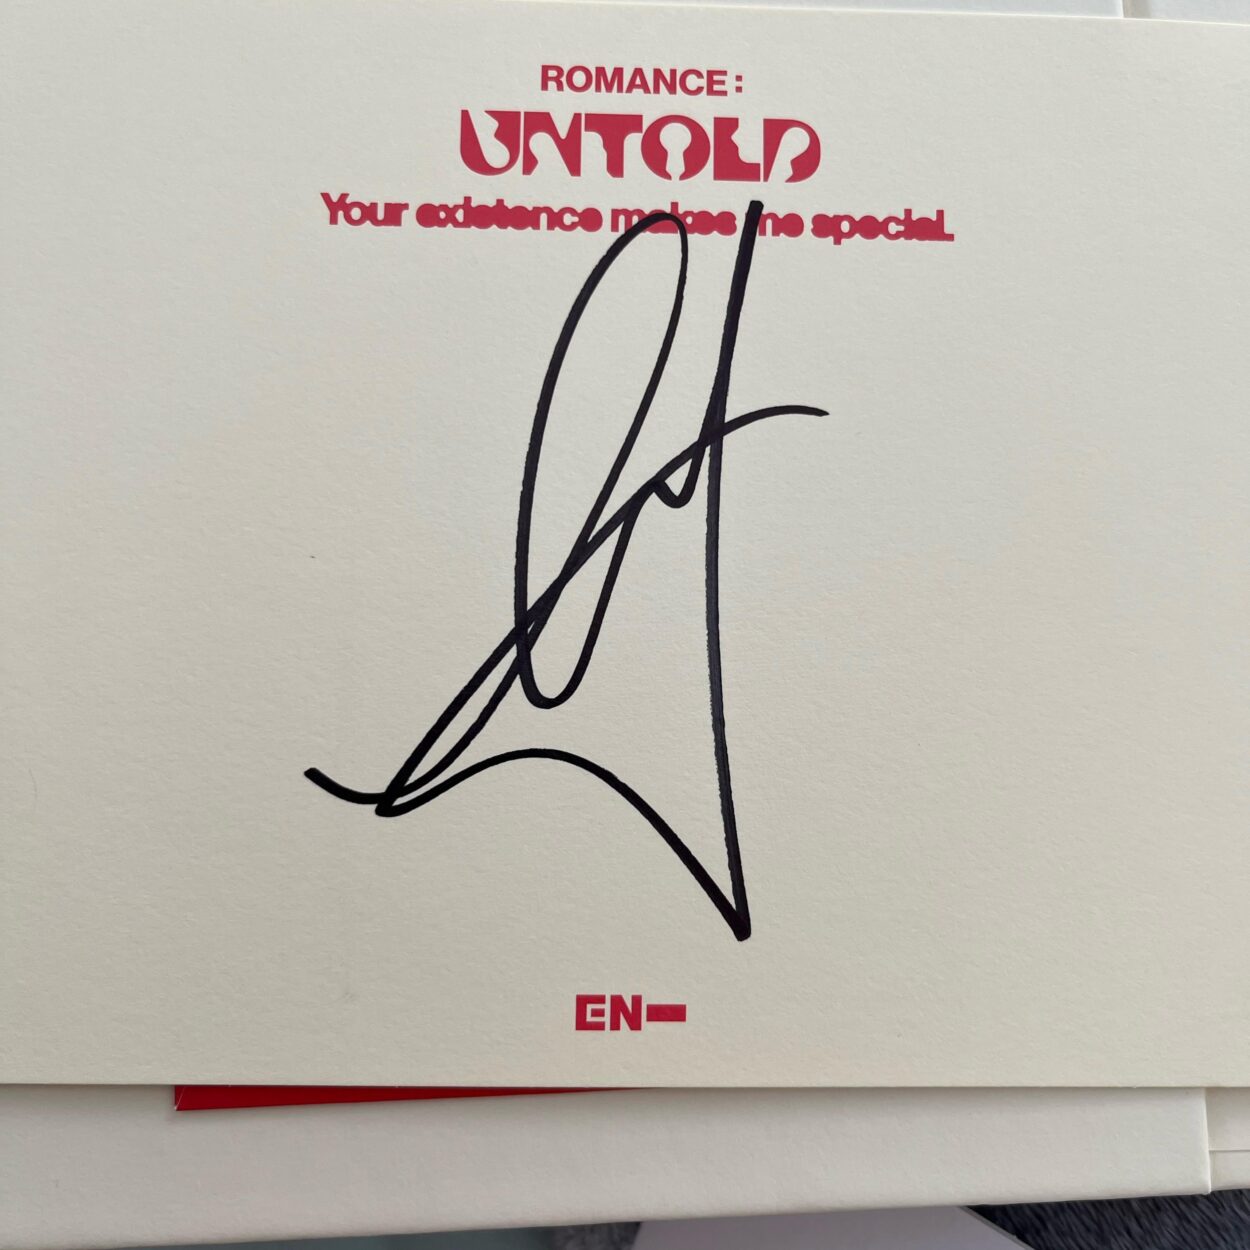 ROMANCE:
UNTOLD
Your existence makes me special.
EN-